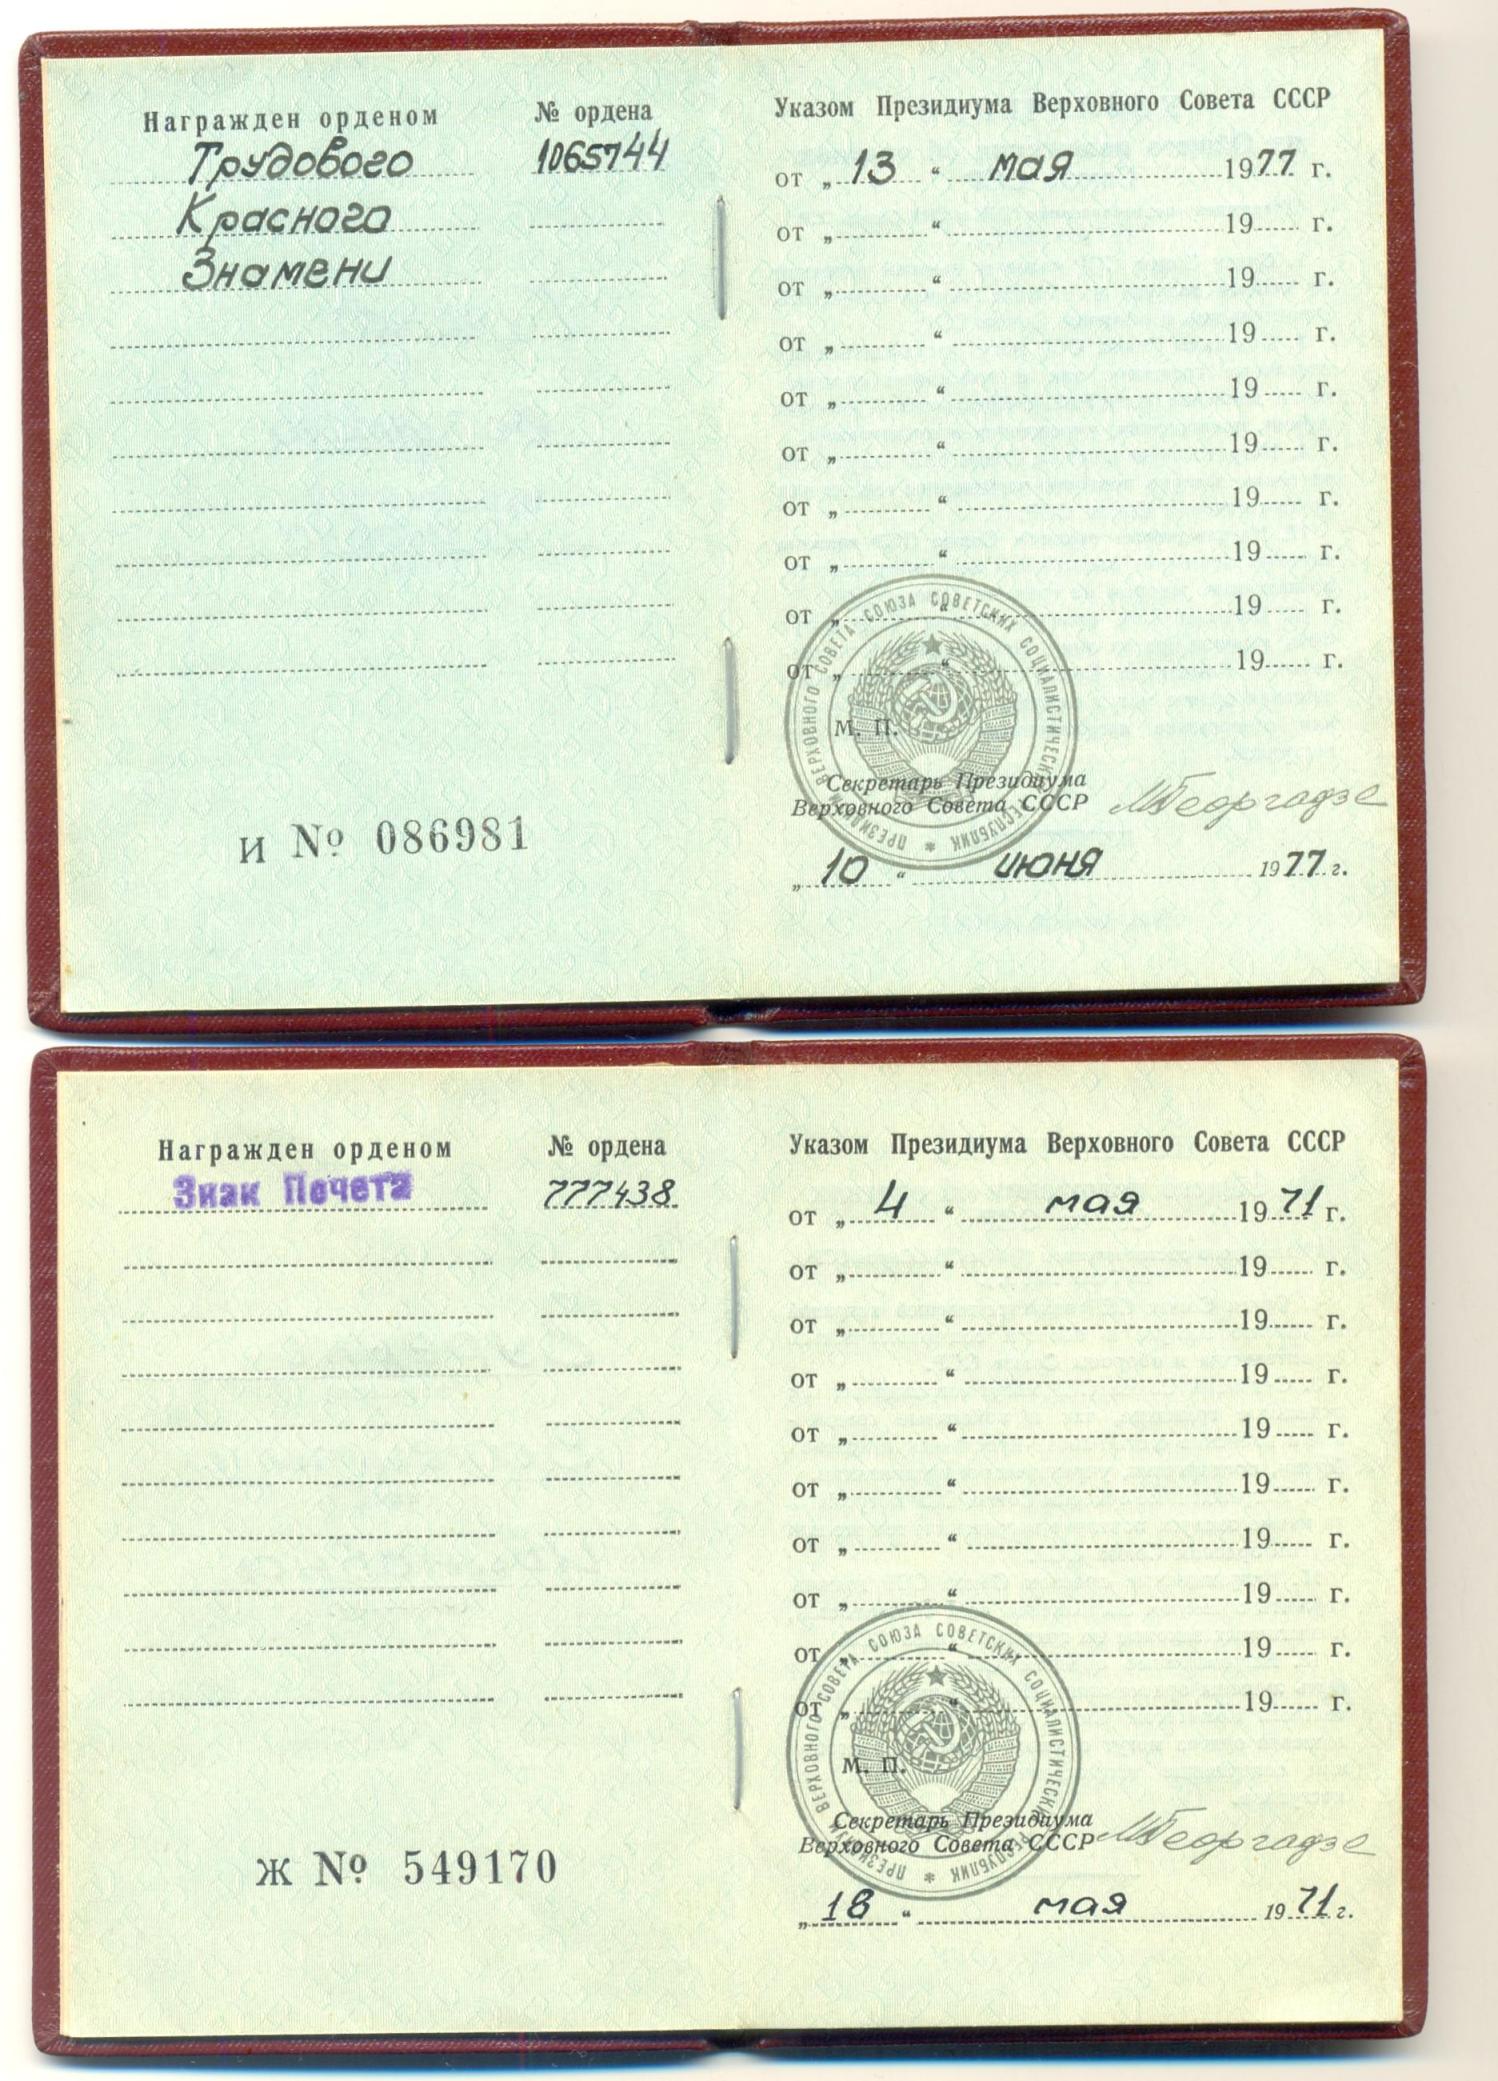 Награжден орденом № ордена
Трудового 1065744
Красного
Знамени
и № 086981
Указом Президиума Верховного Совета СССР
от „ 13 “ мая 1977 г.
от „ “ 19 г.
от „ “ 19 г.
от „ “ 19 г.
от „ “ 19 г.
от „ “ 19 г.
от „ “ 19 г.
от „ “ 19 г.
от „ “ 19 г.
от „ “ 19 г.
ПРЕЗИДИУМ ВЕРХОВНОГО СОВЕТА СОЮЗА СОВЕТСКИХ СОЦИАЛИСТИЧЕСКИХ РЕСПУБЛИК *
М. П.
Секретарь Президиума
Верховного Совета СССР МГеоргадзе
„ 10 “ июня 1977 г.
Награжден орденом № ордена
Знак Почета 777438
ж № 549170
Указом Президиума Верховного Совета СССР
от „ 4 “ мая 1971 г.
от „ “ 19 г.
от „ “ 19 г.
от „ “ 19 г.
от „ “ 19 г.
от „ “ 19 г.
от „ “ 19 г.
от „ “ 19 г.
от „ “ 19 г.
от „ “ 19 г.
ПРЕЗИДИУМ ВЕРХОВНОГО СОВЕТА СОЮЗА СОВЕТСКИХ СОЦИАЛИСТИЧЕСКИХ РЕСПУБЛИК *
М. П.
Секретарь Президиума
Верховного Совета СССР МГеоргадзе
„ 18 “ мая 1971 г.